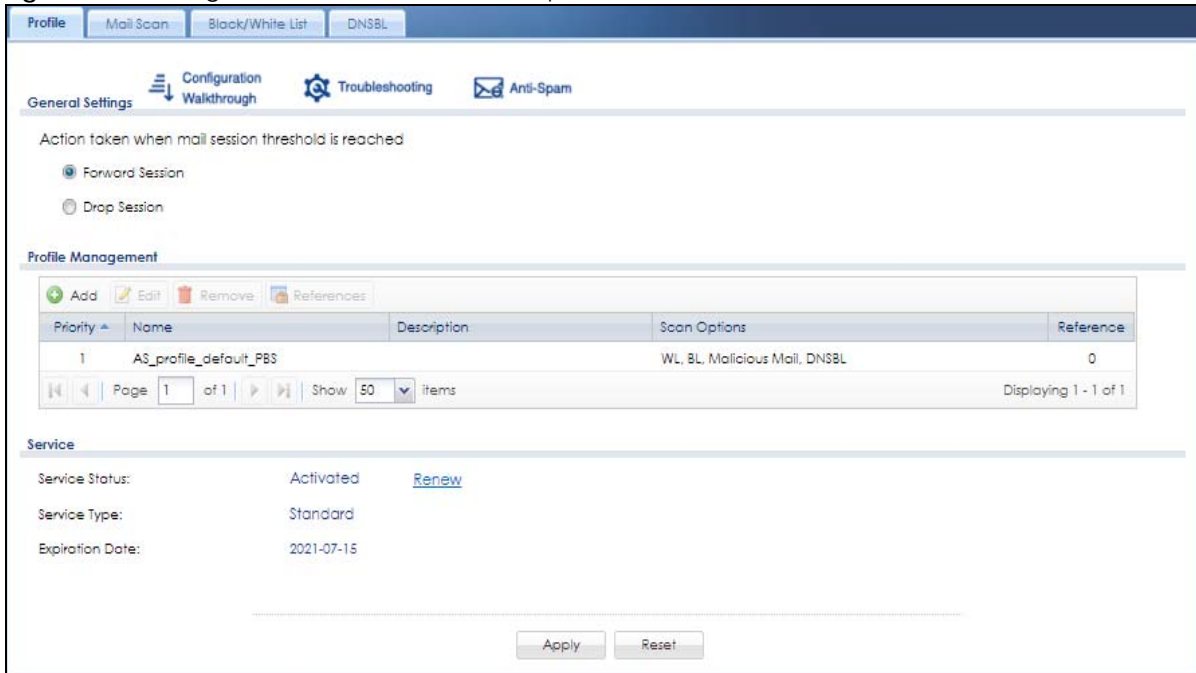 Profile Mail Scan Black/White List DNSBL
Configuration
Walkthrough
Troubleshooting
Anti-Spam
General Settings
Action taken when mail session threshold is reached
Forward Session
Drop Session
Profile Management
Add Edit Remove References
Priority Name Description Scan Options Reference
1 AS_profile_default_PBS WL, BL, Malicious Mail, DNSBL 0
Page 1 of 1 Show 50 items Displaying 1 - 1 of 1
Service
Service Status: Activated Renew
Service Type: Standard
Expiration Date: 2021-07-15
Apply Reset